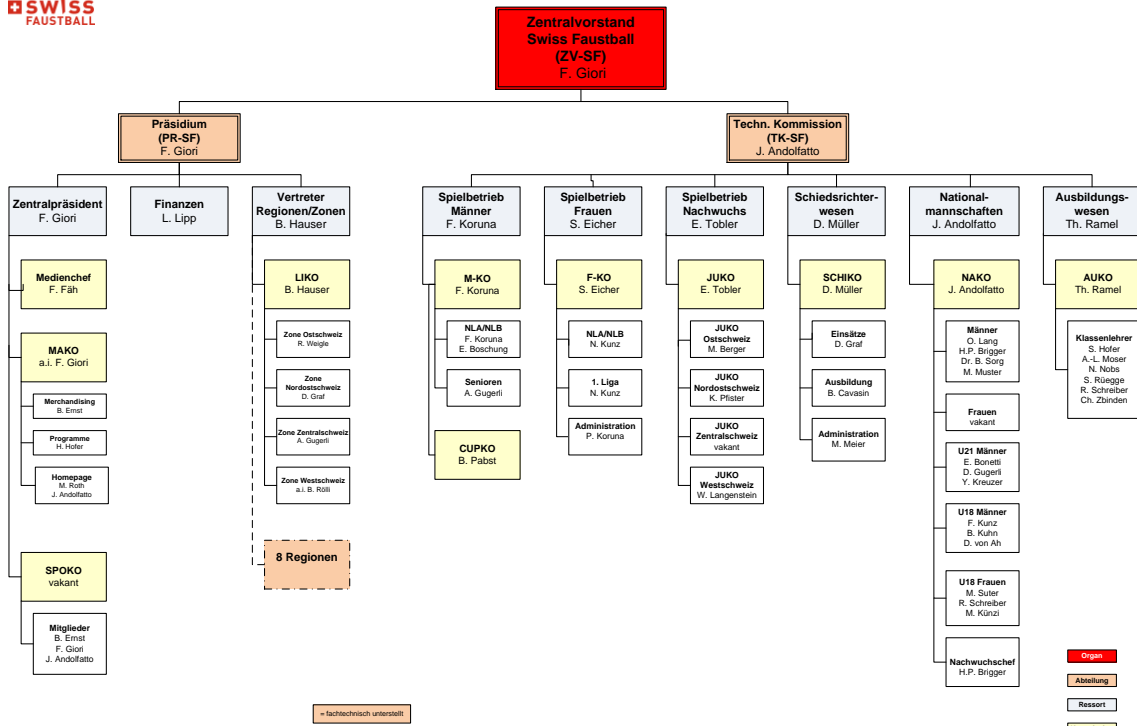 SWISS
FAUSTBALL
Zentralvorstand
Swiss Faustball
(ZV-SF)
F. Giori
Präsidium
(PR-SF)
F. Giori
Techn. Kommission
(TK-SF)
J. Andolfatto
Zentralpräsident
F. Giori
Finanzen
L. Lipp
Vertreter
Regionen/Zonen
B. Hauser
Spielbetrieb
Männer
F. Koruna
Spielbetrieb
Frauen
S. Eicher
Spielbetrieb
Nachwuchs
E. Tobler
Schiedsrichter-
wesen
D. Müller
National-
mannschaften
J. Andolfatto
Ausbildungs-
wesen
Th. Ramel
Medienchef
F. Fäh
MAKO
a.i. F. Giori
Merchandising
B. Ernst
Programme
H. Hofer
Homepage
M. Roth
J. Andolfatto
SPOKO
vakant
Mitglieder
B. Ernst
F. Giori
J. Andolfatto
LIKO
B. Hauser
Zone Ostschweiz
R. Weigle
Zone
Nordostschweiz
D. Graf
Zone Zentralschweiz
A. Gugerli
Zone Westschweiz
a.i. B. Rölli
8 Regionen
M-KO
F. Koruna
NLA/NLB
F. Koruna
E. Boschung
Senioren
A. Gugerli
CUPKO
B. Pabst
F-KO
S. Eicher
NLA/NLB
N. Kunz
1. Liga
N. Kunz
Administration
P. Koruna
JUKO
E. Tobler
JUKO
Ostschweiz
M. Berger
JUKO
Nordostschweiz
K. Pfister
JUKO
Zentralschweiz
vakant
JUKO
Westschweiz
W. Langenstein
SCHIKO
D. Müller
Einsätze
D. Graf
Ausbildung
B. Cavasin
Administration
M. Meier
NAKO
J. Andolfatto
Männer
O. Lang
H.P. Brigger
Dr. B. Sorg
M. Muster
Frauen
vakant
U21 Männer
E. Bonetti
D. Gugerli
Y. Kreuzer
U18 Männer
F. Kunz
B. Kuhn
D. von Ah
U18 Frauen
M. Suter
R. Schreiber
M. Künzi
Nachwuchschef
H.P. Brigger
AUKO
Th. Ramel
Klassenlehrer
S. Hofer
A.-L. Moser
N. Nobs
S. Rüegge
R. Schreiber
Ch. Zbinden
= fachtechnisch unterstellt
Organ
Abteilung
Ressort